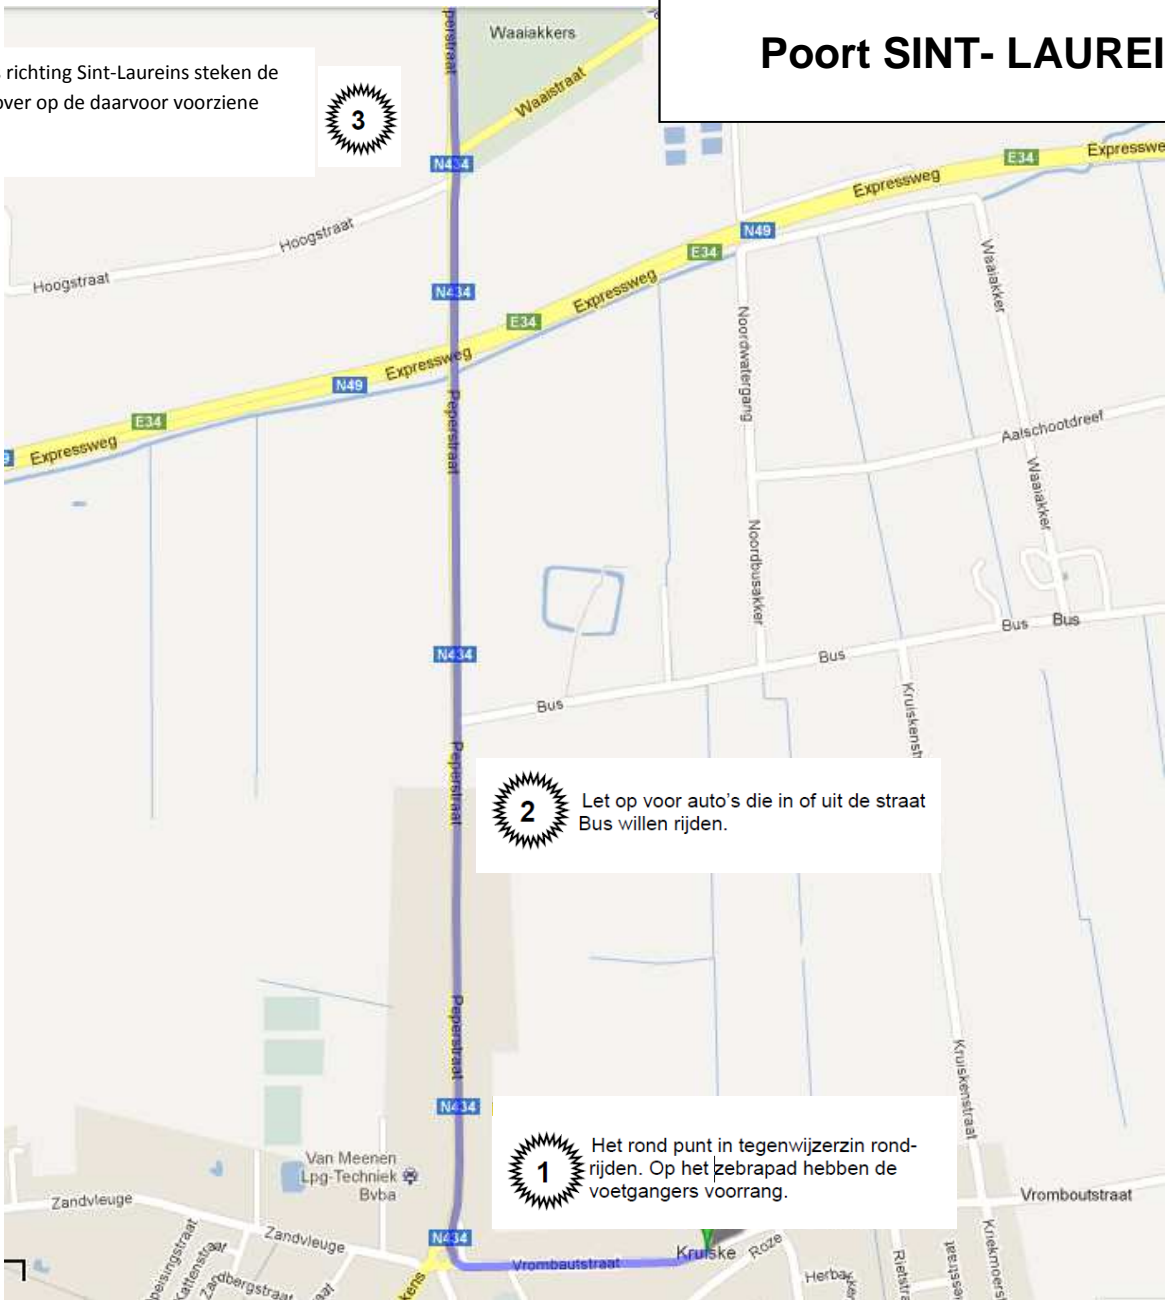 Poort SINT- LAUREI
richting Sint-Laureins steken de
over op de daarvoor voorziene
3
Waaiakkers
Waaistraat
N434
Hoogstraat
Hoogstraat
N434
Expressweg
E34
Expressweg
N49
E34
Expressweg
E34
Expressweg
N49
E34
Expressweg
Peperstraat
Noordwatergang
Waaiakker
Aalschootdreef
Waaiakker
Noordbusakker
N434
Bus
Bus
Bus
Bus
Peperstraat
2
Let op voor auto's die in of uit de straat
Bus willen rijden.
Peperstraat
Kruiskenstraat
N434
1
Het rond punt in tegenwijzerzin rond-
rijden. Op het zebrapad hebben de
voetgangers voorrang.
Van Meenen
Lpg-Techniek
Bvba
Zandvleuge
Zandvleuge
N434
Vrombautstraat
Kruiske
Roze
Vromboutstraat
Kattenstraat
Zandbergstraat